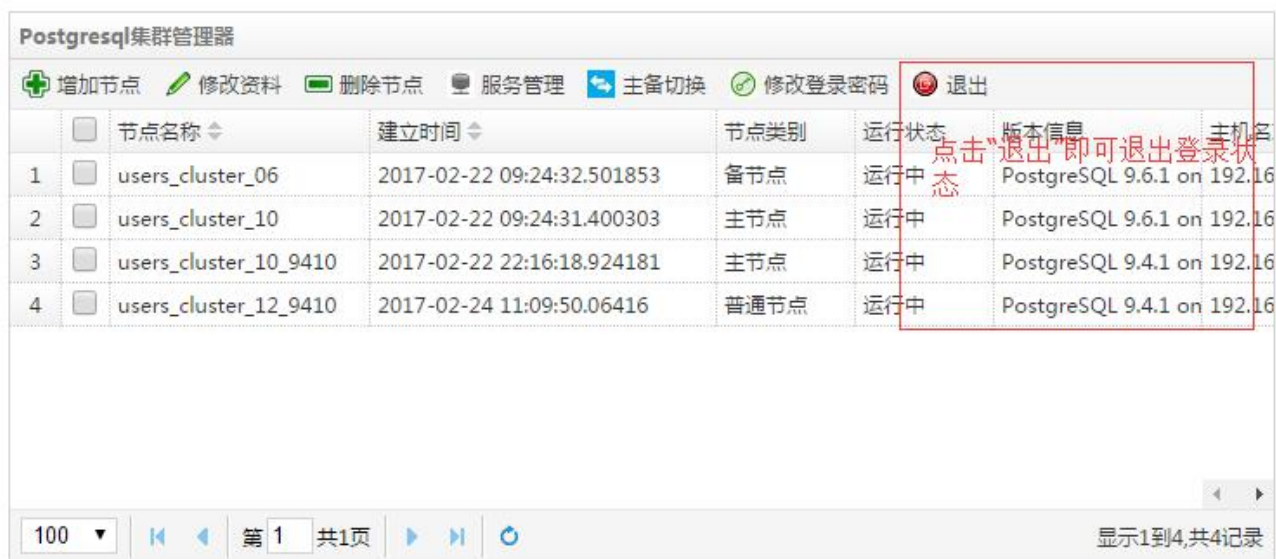 Postgresql集群管理器
增加节点 修改资料 删除节点 服务管理 主备切换 修改登录密码 退出
节点名称 建立时间 节点类别 运行状态 版本信息 主机名
点击“退出”即可退出登录状
态
1 users_cluster_06 2017-02-22 09:24:32.501853 备节点 运行中 PostgreSQL 9.6.1 on 192.16
2 users_cluster_10 2017-02-22 09:24:31.400303 主节点 运行中 PostgreSQL 9.6.1 on 192.16
3 users_cluster_10_9410 2017-02-22 22:16:18.924181 主节点 运行中 PostgreSQL 9.4.1 on 192.16
4 users_cluster_12_9410 2017-02-24 11:09:50.06416 普通节点 运行中 PostgreSQL 9.4.1 on 192.16
100 第 1 共1页 显示1到4,共4记录